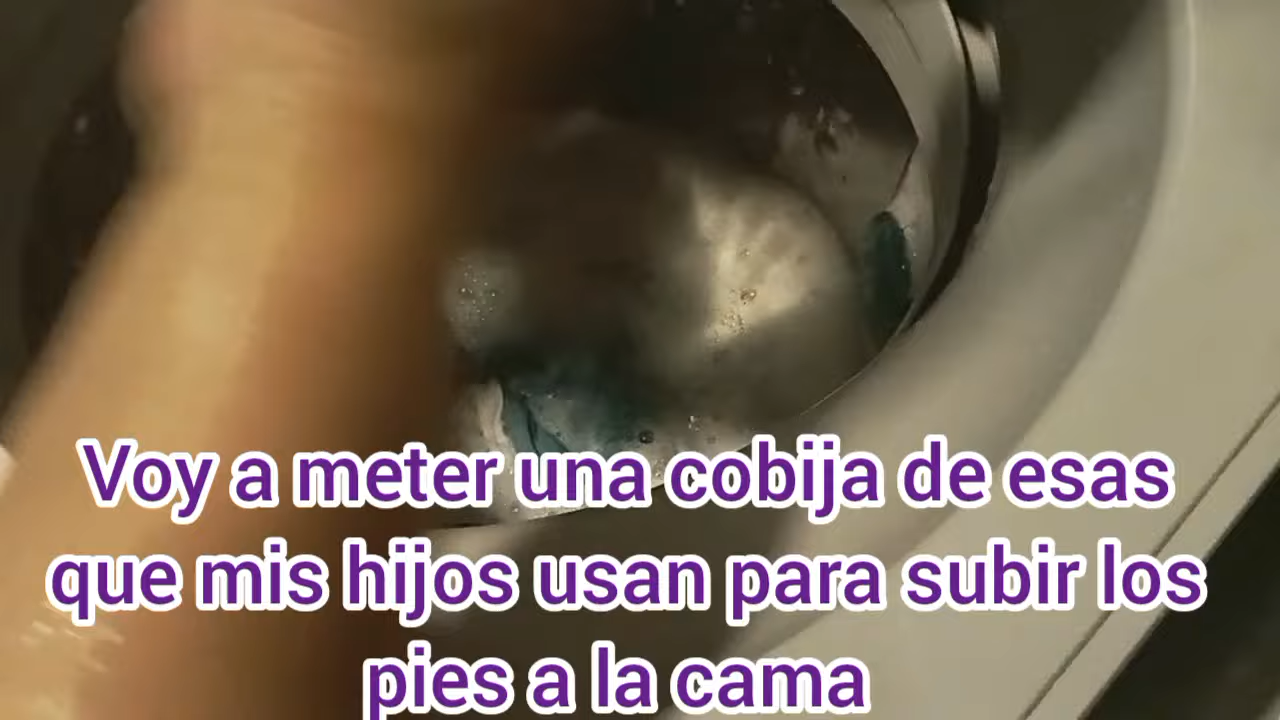 Voy a meter una cobija de esas
que mis hijos usan para subir los
pies a la cama